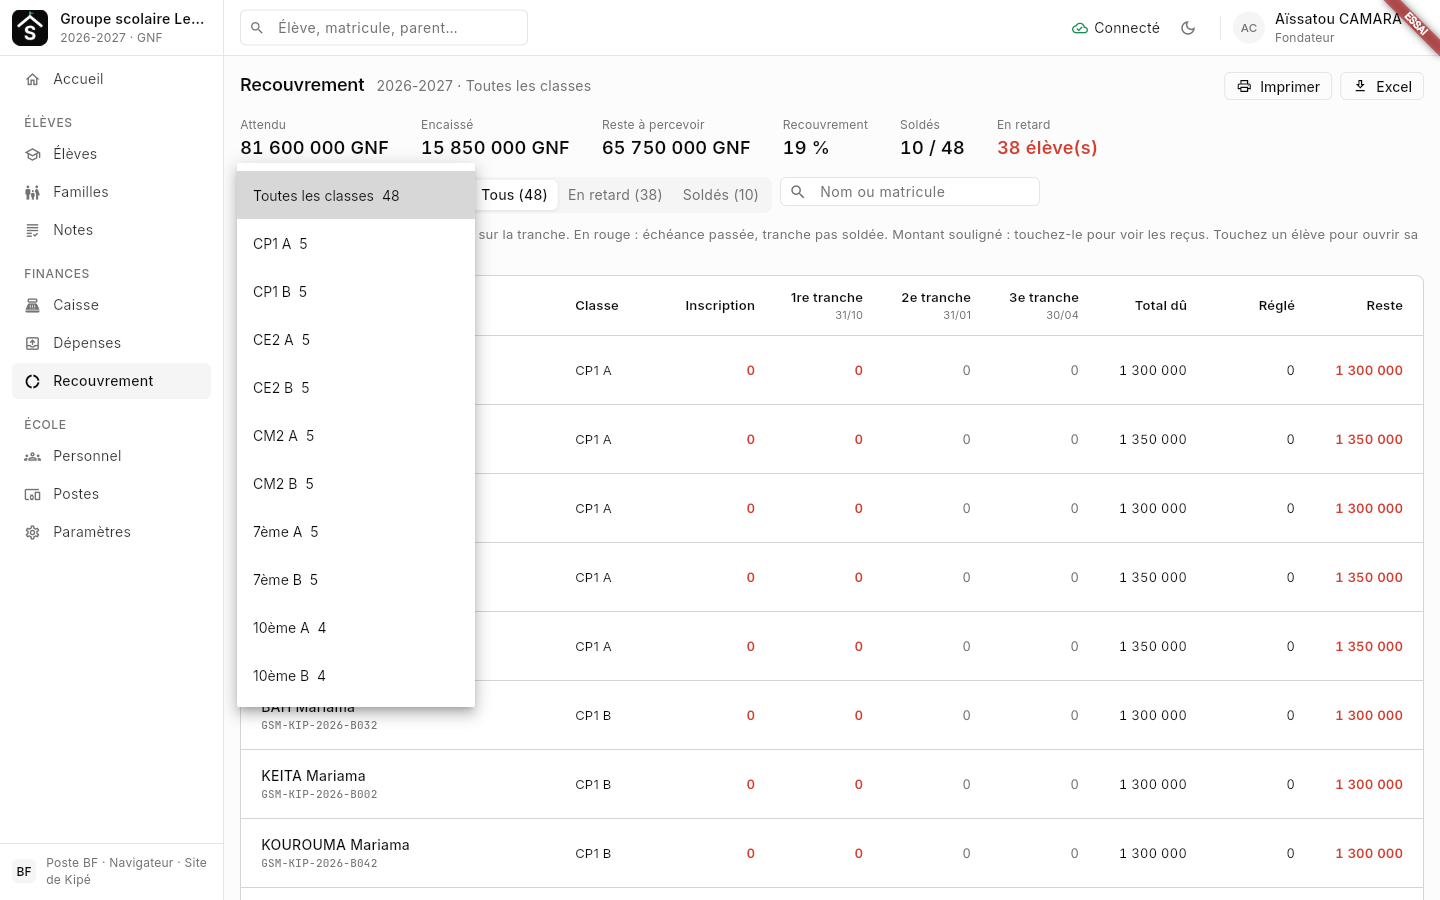 Groupe scolaire Le…
2026-2027 · GNF
Élève, matricule, parent…
Connecté
AC
Aïssatou CAMARA
Fondateur
ESSAI
Accueil
ÉLÈVES
Élèves
Familles
Notes
FINANCES
Caisse
Dépenses
Recouvrement
ÉCOLE
Personnel
Postes
Paramètres
BF
Poste BF · Navigateur · Site
de Kipé
Recouvrement 2026-2027 · Toutes les classes
Imprimer
Excel
Attendu
81 600 000 GNF
Encaissé
15 850 000 GNF
Reste à percevoir
65 750 000 GNF
Recouvrement
19 %
Soldés
10 / 48
En retard
38 élève(s)
Toutes les classes 48
CP1 A 5
CP1 B 5
CE2 A 5
CE2 B 5
CM2 A 5
CM2 B 5
7ème A 5
7ème B 5
10ème A 4
10ème B 4
Tous (48)
En retard (38)
Soldés (10)
Nom ou matricule
sur la tranche. En rouge : échéance passée, tranche pas soldée. Montant souligné : touchez-le pour voir les reçus. Touchez un élève pour ouvrir sa
Classe Inscription 1re tranche 2e tranche 3e tranche Total dû Réglé Reste
31/10 31/01 30/04
CP1 A 0 0 0 0 1 300 000 0 1 300 000
CP1 A 0 0 0 0 1 350 000 0 1 350 000
CP1 A 0 0 0 0 1 300 000 0 1 300 000
CP1 A 0 0 0 0 1 350 000 0 1 350 000
CP1 A 0 0 0 0 1 350 000 0 1 350 000
BAH Mariama
GSM-KIP-2026-B032
CP1 B 0 0 0 0 1 300 000 0 1 300 000
KEITA Mariama
GSM-KIP-2026-B002
CP1 B 0 0 0 0 1 300 000 0 1 300 000
KOUROUMA Mariama
GSM-KIP-2026-B042
CP1 B 0 0 0 0 1 300 000 0 1 300 000